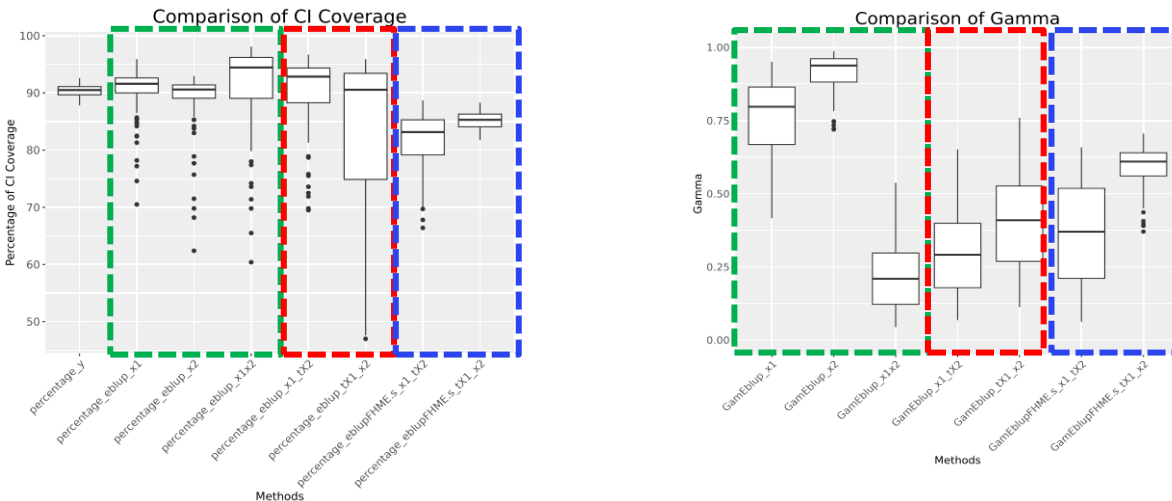 Comparison of CI Coverage
Percentage of CI Coverage
100
90
80
70
60
50
percentage_y
percentage_eblup_x1
percentage_eblup_x2
percentage_eblup_x1x2
percentage_eblup_x1_tX2
percentage_eblup_tX1_x2
percentage_eblupFHME.s_x1_tX2
percentage_eblupFHME.s_tX1_x2
Methods
Comparison of Gamma
Gamma
1.00
0.75
0.50
0.25
0.00
GamEblup_x1
GamEblup_x2
GamEblup_x1x2
GamEblup_x1_tX2
GamEblup_tX1_x2
GamEblupFHME.s_x1_tX2
GamEblupFHME.s_tX1_x2
Methods